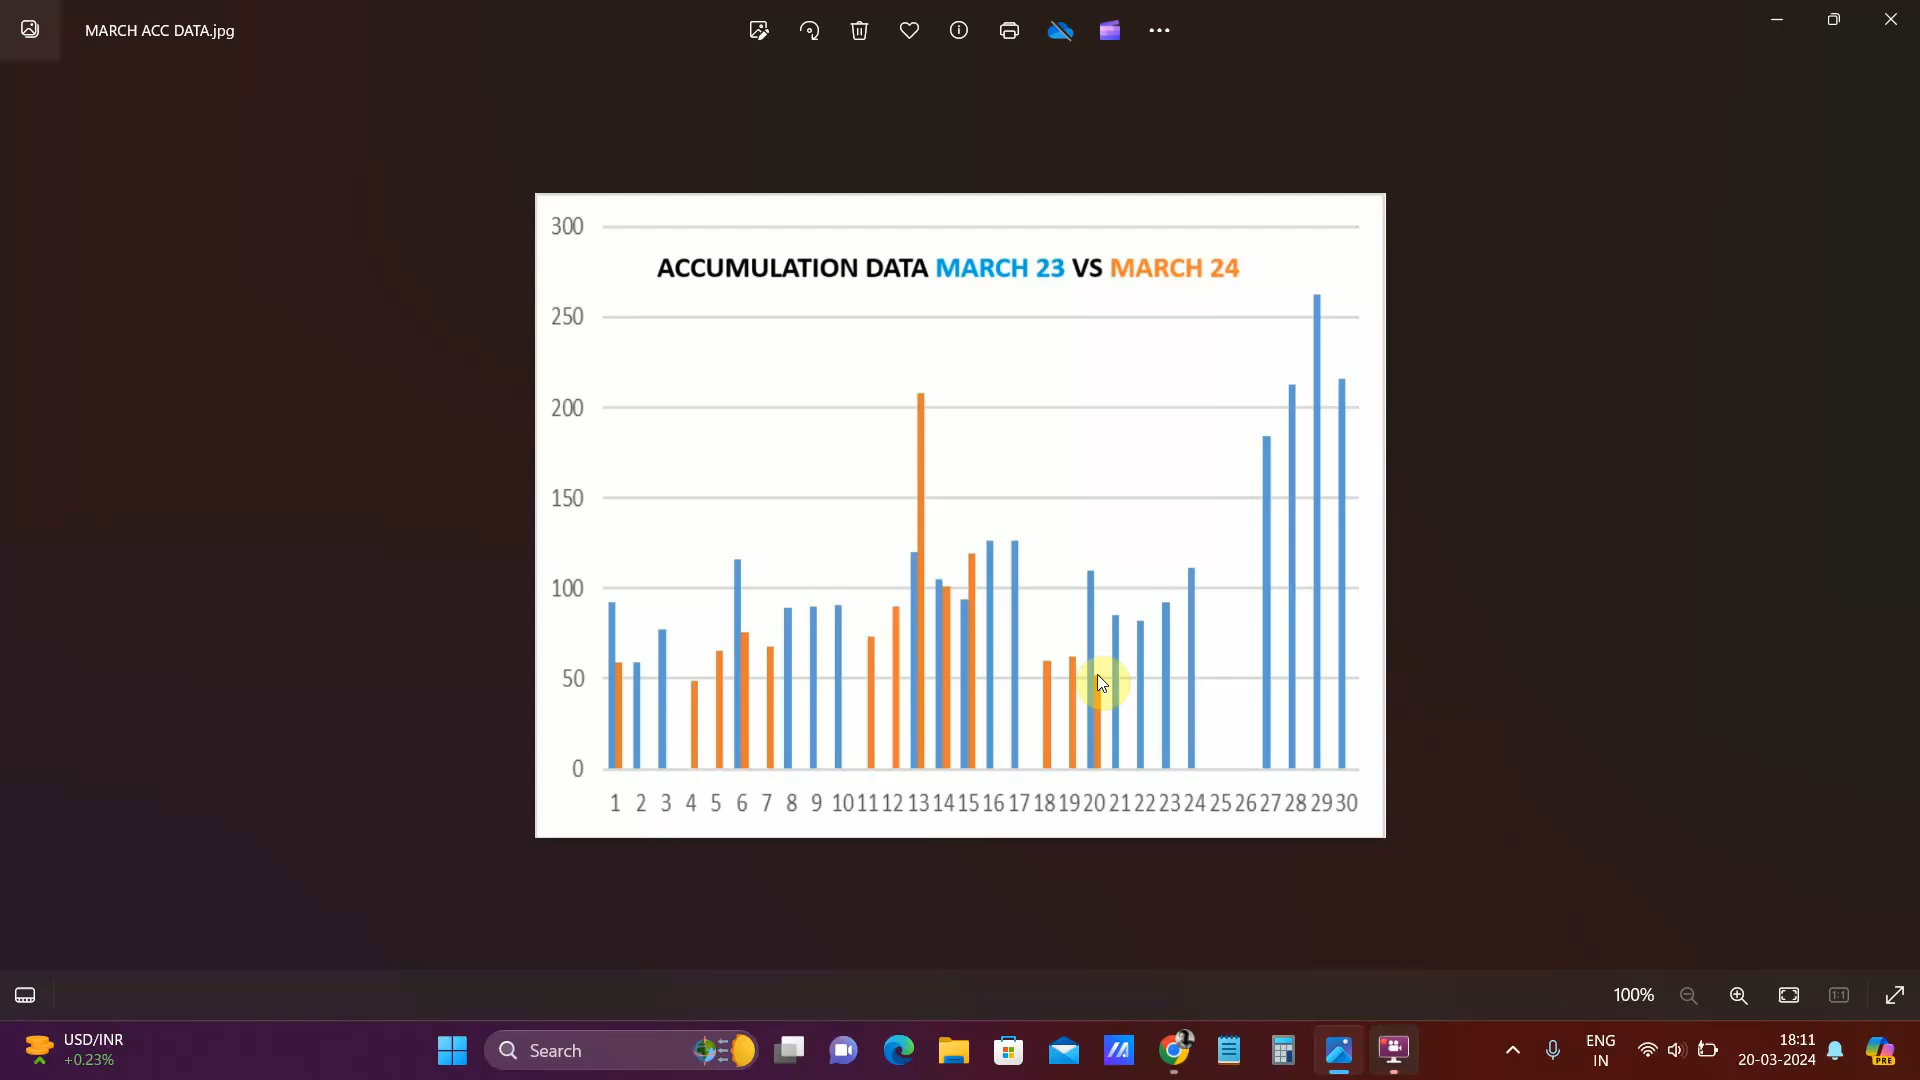 MARCH ACC DATA.jpg
300
ACCUMULATION DATA MARCH 23 VS MARCH 24
250
200
150
100
50
0
1 2 3 4 5 6 7 8 9 10 11 12 13 14 15 16 17 18 19 20 21 22 23 24 25 26 27 28 29 30
100%
1:1
USD/INR
+0.23%
Search
ENG
IN
18:11
20-03-2024
PRE